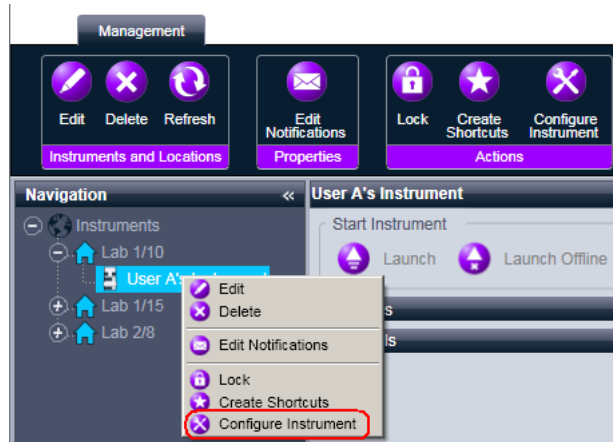 Management
Edit
Delete
Refresh
Edit
Notifications
Lock
Create
Shortcuts
Configure
Instrument
Instruments and Locations
Properties
Actions
Navigation
«
User A's Instrument
Instruments
Lab 1/10
User A's
Lab 1/15
Lab 2/8
Start Instrument
Launch
Launch Offline
Edit
Delete
Edit Notifications
Lock
Create Shortcuts
Configure Instrument